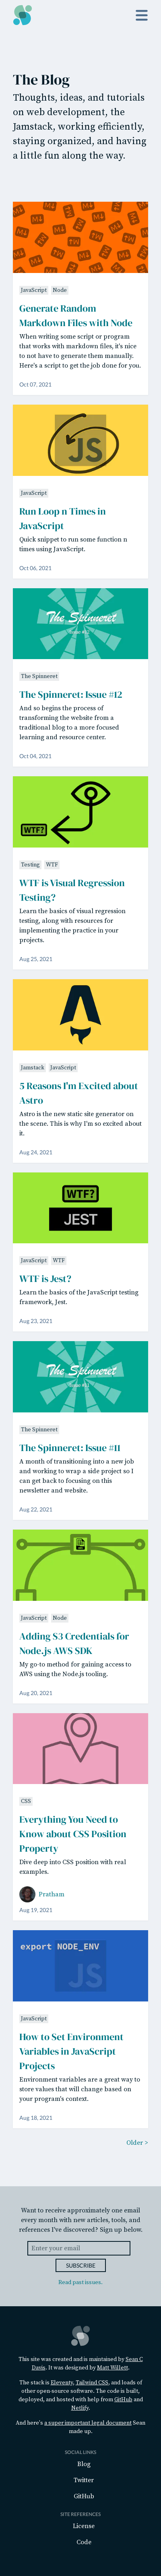 The Blog
Thoughts, ideas, and tutorials
on web development, the
Jamstack, working efficiently,
staying organized, and having
a little fun along the way.
JavaScript Node
Generate Random
Markdown Files with Node
When writing some script or program
that works with markdown files, it's nice
to not have to generate them manually.
Here's a script to get the job done for you.
Oct 07, 2021
JS
JavaScript
Run Loop n Times in
JavaScript
Quick snippet to run some function n
times using JavaScript.
Oct 06, 2021
The Spinneret
The Spinneret
The Spinneret: Issue #12
And so begins the process of
transforming the website from a
traditional blog to a more focused
learning and resource center.
Oct 04, 2021
WTF?
Testing WTF
WTF is Visual Regression
Testing?
Learn the basics of visual regression
testing, along with resources for
implementing the practice in your
projects.
Aug 25, 2021
Jamstack JavaScript
5 Reasons I'm Excited about
Astro
Astro is the new static site generator on
the scene. This is why I'm so excited about
it.
Aug 24, 2021
WTF?
JEST
JavaScript WTF
WTF is Jest?
Learn the basics of the JavaScript testing
framework, Jest.
Aug 23, 2021
The Spinneret
The Spinneret
The Spinneret: Issue #11
A month of transitioning into a new job
and working to wrap a side project so I
can get back to focusing on this
newsletter and website.
Aug 22, 2021
JavaScript Node
Adding S3 Credentials for
Node.js AWS SDK
My go-to method for gaining access to
AWS using the Node.js tooling.
Aug 20, 2021
CSS
Everything You Need to
Know about CSS Position
Property
Dive deep into CSS position with real
examples.
Pratham
Aug 19, 2021
export NODE_ENV
JS
JavaScript
How to Set Environment
Variables in JavaScript
Projects
Environment variables are a great way to
store values that will change based on
your program's context.
Aug 18, 2021
Older >
Want to receive approximately one email
every month with new articles, tools, and
references I've discovered? Sign up below.
Enter your email
SUBSCRIBE
Read past issues.
This site was created and is maintained by Sean C
Davis. It was designed by Matt Willett.
The stack is Eleventy, Tailwind CSS, and loads of
other open-source software. The code is built,
deployed, and hosted with help from GitHub and
Netlify.
And here's a super important legal document Sean
made up.
SOCIAL LINKS
Blog
Twitter
GitHub
SITE REFERENCES
License
Code